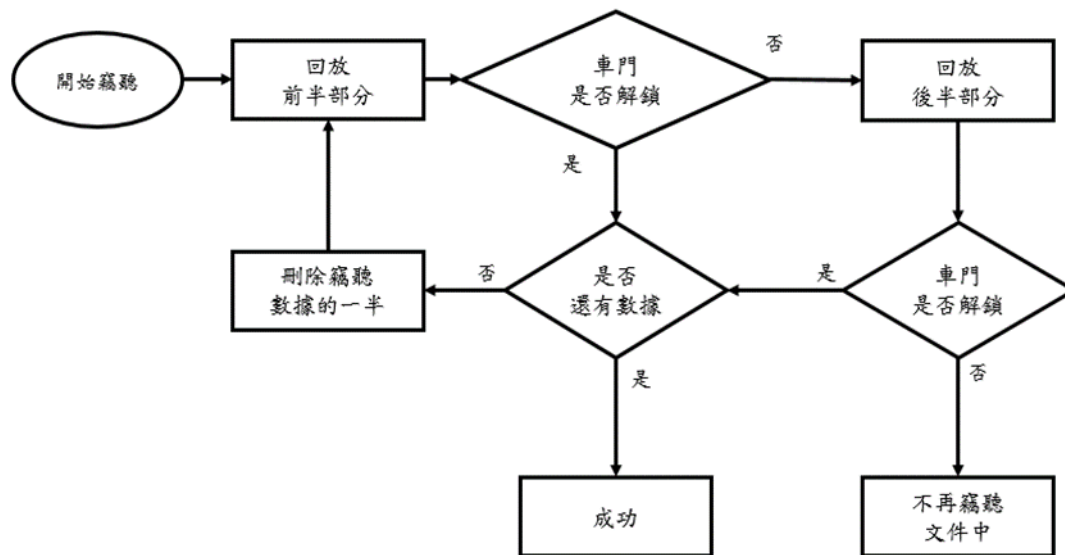 開始竊聽
回放
前半部分
車門
是否解鎖
否
回放
後半部分
是
刪除竊聽
數據的一半
否
是否
還有數據
是
車門
是否解鎖
是
否
成功
不再竊聽
文件中